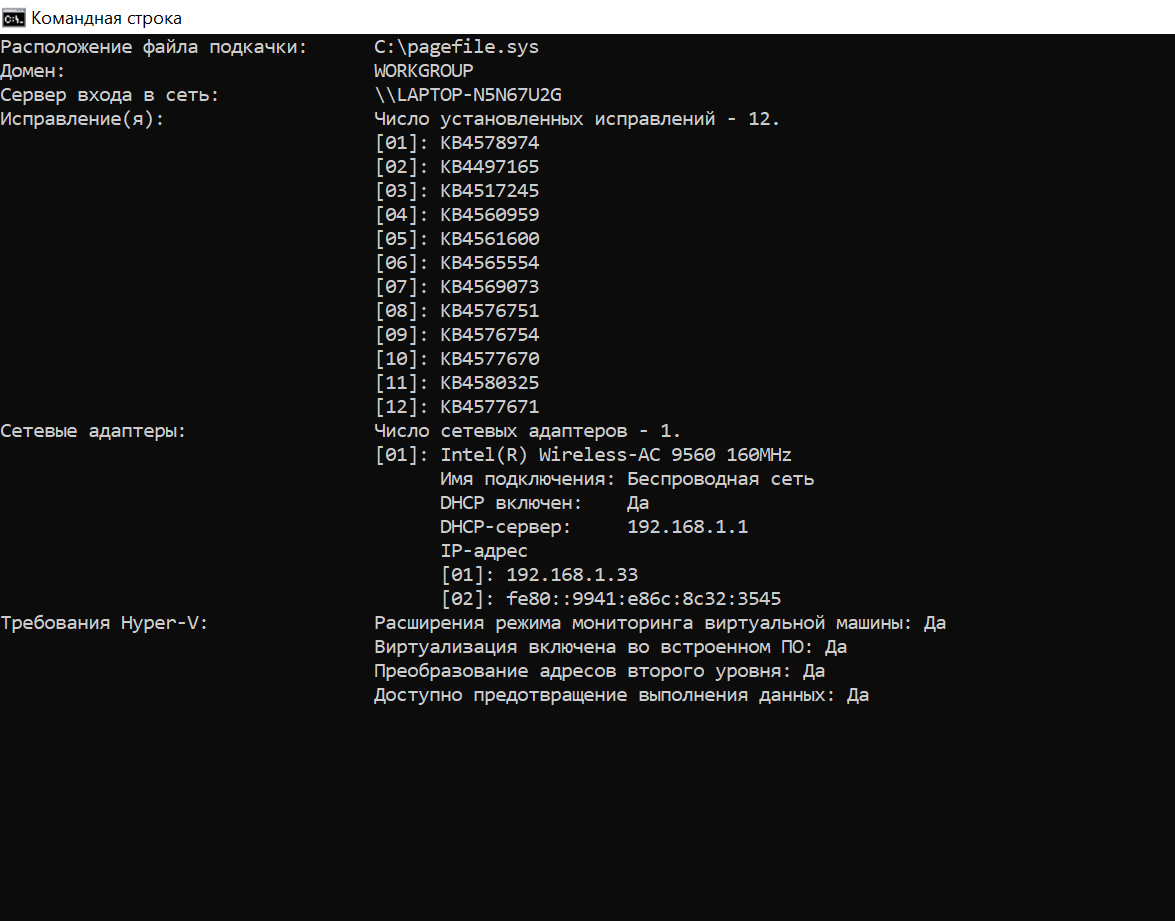 Командная строка
Расположение файла подкачки: C:\pagefile.sys
Домен: WORKGROUP
Сервер входа в сеть: \\LAPTOP-N5N67U2G
Исправление(я): Число установленных исправлений - 12.
[01]: KB4578974
[02]: KB4497165
[03]: KB4517245
[04]: KB4560959
[05]: KB4561600
[06]: KB4565554
[07]: KB4569073
[08]: KB4576751
[09]: KB4576754
[10]: KB4577670
[11]: KB4580325
[12]: KB4577671
Сетевые адаптеры: Число сетевых адаптеров - 1.
[01]: Intel(R) Wireless-AC 9560 160MHz
Имя подключения: Беспроводная сеть
DHCP включен: Да
DHCP-сервер: 192.168.1.1
IP-адрес
[01]: 192.168.1.33
[02]: fe80::9941:e86c:8c32:3545
Требования Hyper-V: Расширения режима мониторинга виртуальной машины: Да
Виртуализация включена во встроенном ПО: Да
Преобразование адресов второго уровня: Да
Доступно предотвращение выполнения данных: Да